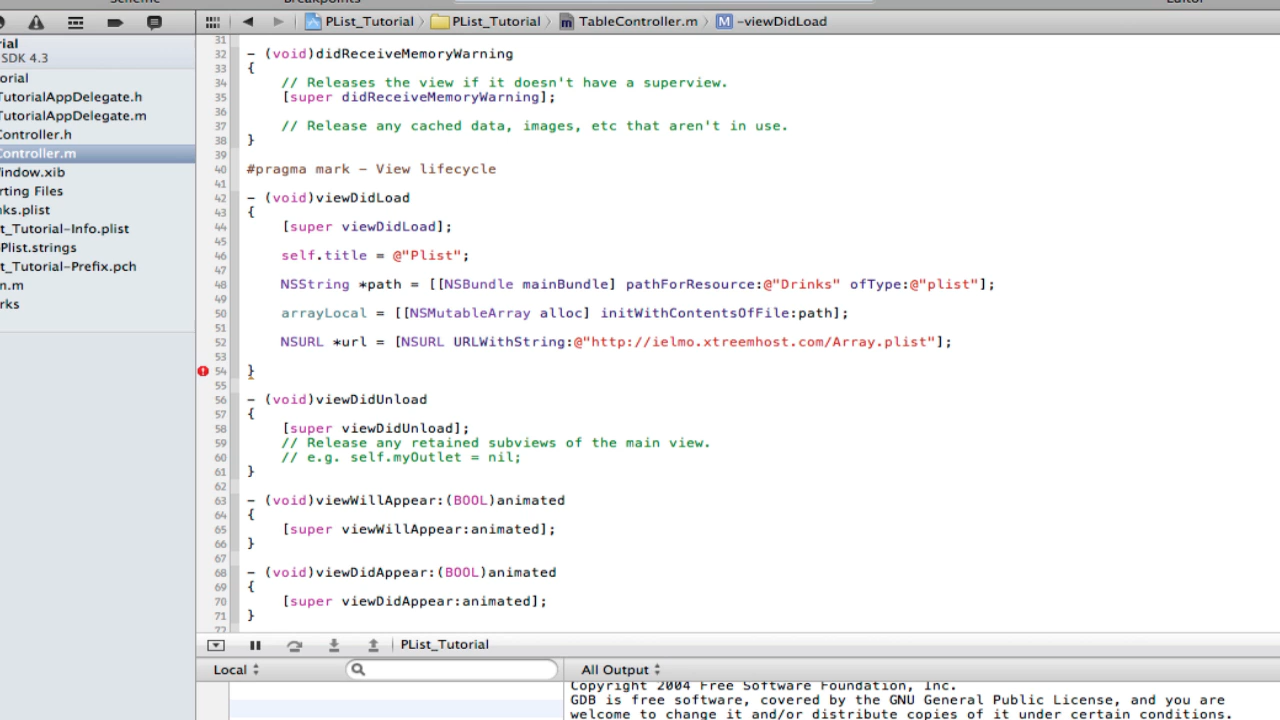 Scheme
Breakpoints
Editor
PList_Tutorial
PList_Tutorial
TableController.m
M
-viewDidLoad
rial
SDK 4.3
orial
TutorialAppDelegate.h
TutorialAppDelegate.m
Controller.h
Controller.m
indow.xib
rting Files
nks.plist
st_Tutorial-Info.plist
Plist.strings
t_Tutorial-Prefix.pch
n.m
rks
31
32 - (void)didReceiveMemoryWarning
33 {
34 // Releases the view if it doesn't have a superview.
35 [super didReceiveMemoryWarning];
36
37 // Release any cached data, images, etc that aren't in use.
38 }
39
40 #pragma mark - View lifecycle
41
42 - (void)viewDidLoad
43 {
44 [super viewDidLoad];
45
46 self.title = @"Plist";
47
48 NSString *path = [[NSBundle mainBundle] pathForResource:@"Drinks" ofType:@"plist"];
49
50 arrayLocal = [[NSMutableArray alloc] initWithContentsOfFile:path];
51
52 NSURL *url = [NSURL URLWithString:@"http://ielmo.xtreemhost.com/Array.plist"];
53
54 }
55
56 - (void)viewDidUnload
57 {
58 [super viewDidUnload];
59 // Release any retained subviews of the main view.
60 // e.g. self.myOutlet = nil;
61 }
62
63 - (void)viewWillAppear:(BOOL)animated
64 {
65 [super viewWillAppear:animated];
66 }
67
68 - (void)viewDidAppear:(BOOL)animated
69 {
70 [super viewDidAppear:animated];
71 }
72
PList_Tutorial
Local
All Output
Copyright 2004 Free Software Foundation, Inc.
GDB is free software, covered by the GNU General Public License, and you are
welcome to change it and/or distribute copies of it under certain conditions.